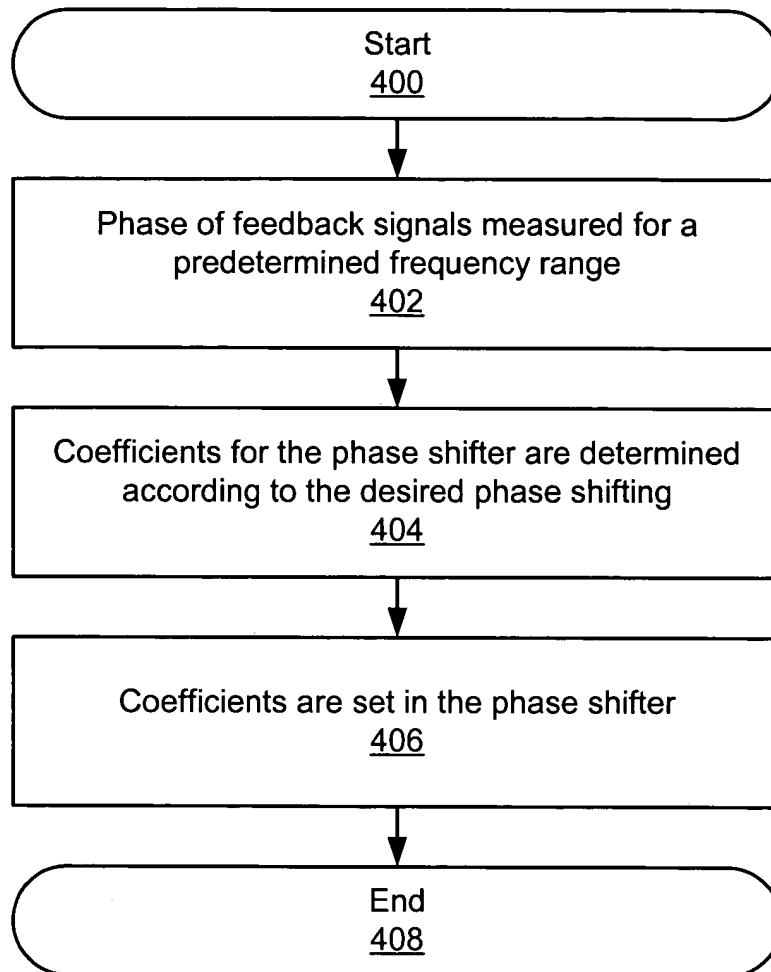 Start
400
Phase of feedback signals measured for a
predetermined frequency range
402
Coefficients for the phase shifter are determined
according to the desired phase shifting
404
Coefficients are set in the phase shifter
406
End
408